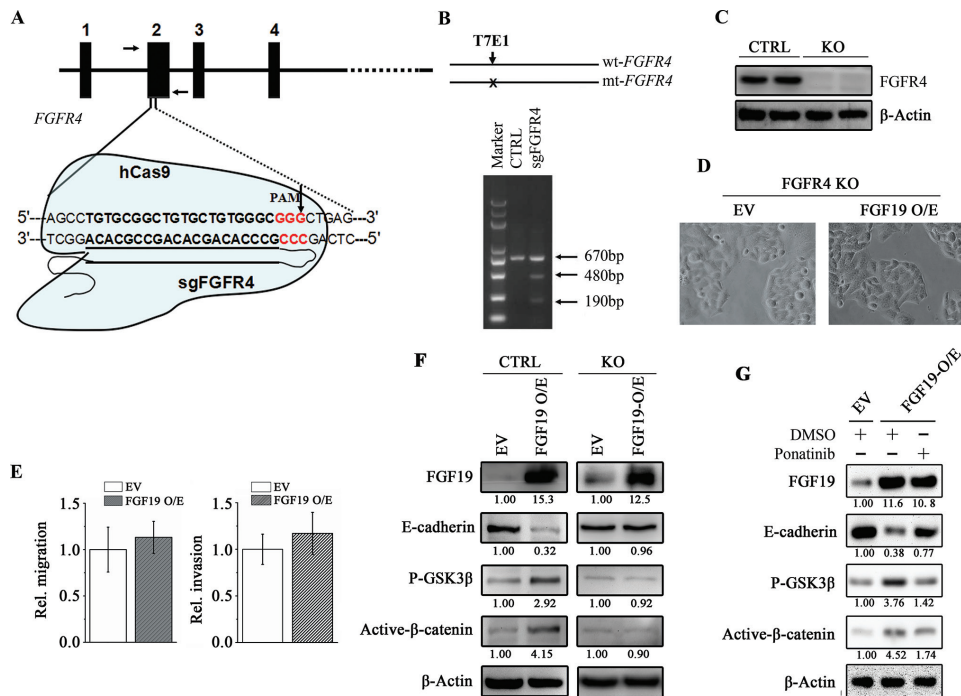 A
1 2 3 4
FGFR4
hCas9
PAM
5'---AGCCTGTGCGGCTGTGCTGTGGGCGGGCTGAG---3'
3'---TCGGACACGCCGACACGACACCCGCCCGACTC---5'
sgFGFR4
B
T7E1
wt-FGFR4
mt-FGFR4
X
Marker
CTRL
sgFGFR4
670bp
480bp
190bp
C
CTRL KO
FGFR4
β-Actin
D
FGFR4 KO
EV FGF19 O/E
E
EV
FGF19 O/E
Rel. migration
1.5
1.0
0.5
0.0
EV
FGF19 O/E
Rel. invasion
1.5
1.0
0.5
0.0
F
CTRL KO
EV FGF19 O/E EV FGF19-O/E
FGF19
1.00 15.3 1.00 12.5
E-cadherin
1.00 0.32 1.00 0.96
P-GSK3β
1.00 2.92 1.00 0.92
Active-β-catenin
1.00 4.15 1.00 0.90
β-Actin
G
EV FGF19-O/E
DMSO + + −
Ponatinib − − +
FGF19
1.00 11.6 10. 8
E-cadherin
1.00 0.38 0.77
P-GSK3β
1.00 3.76 1.42
Active-β-catenin
1.00 4.52 1.74
β-Actin